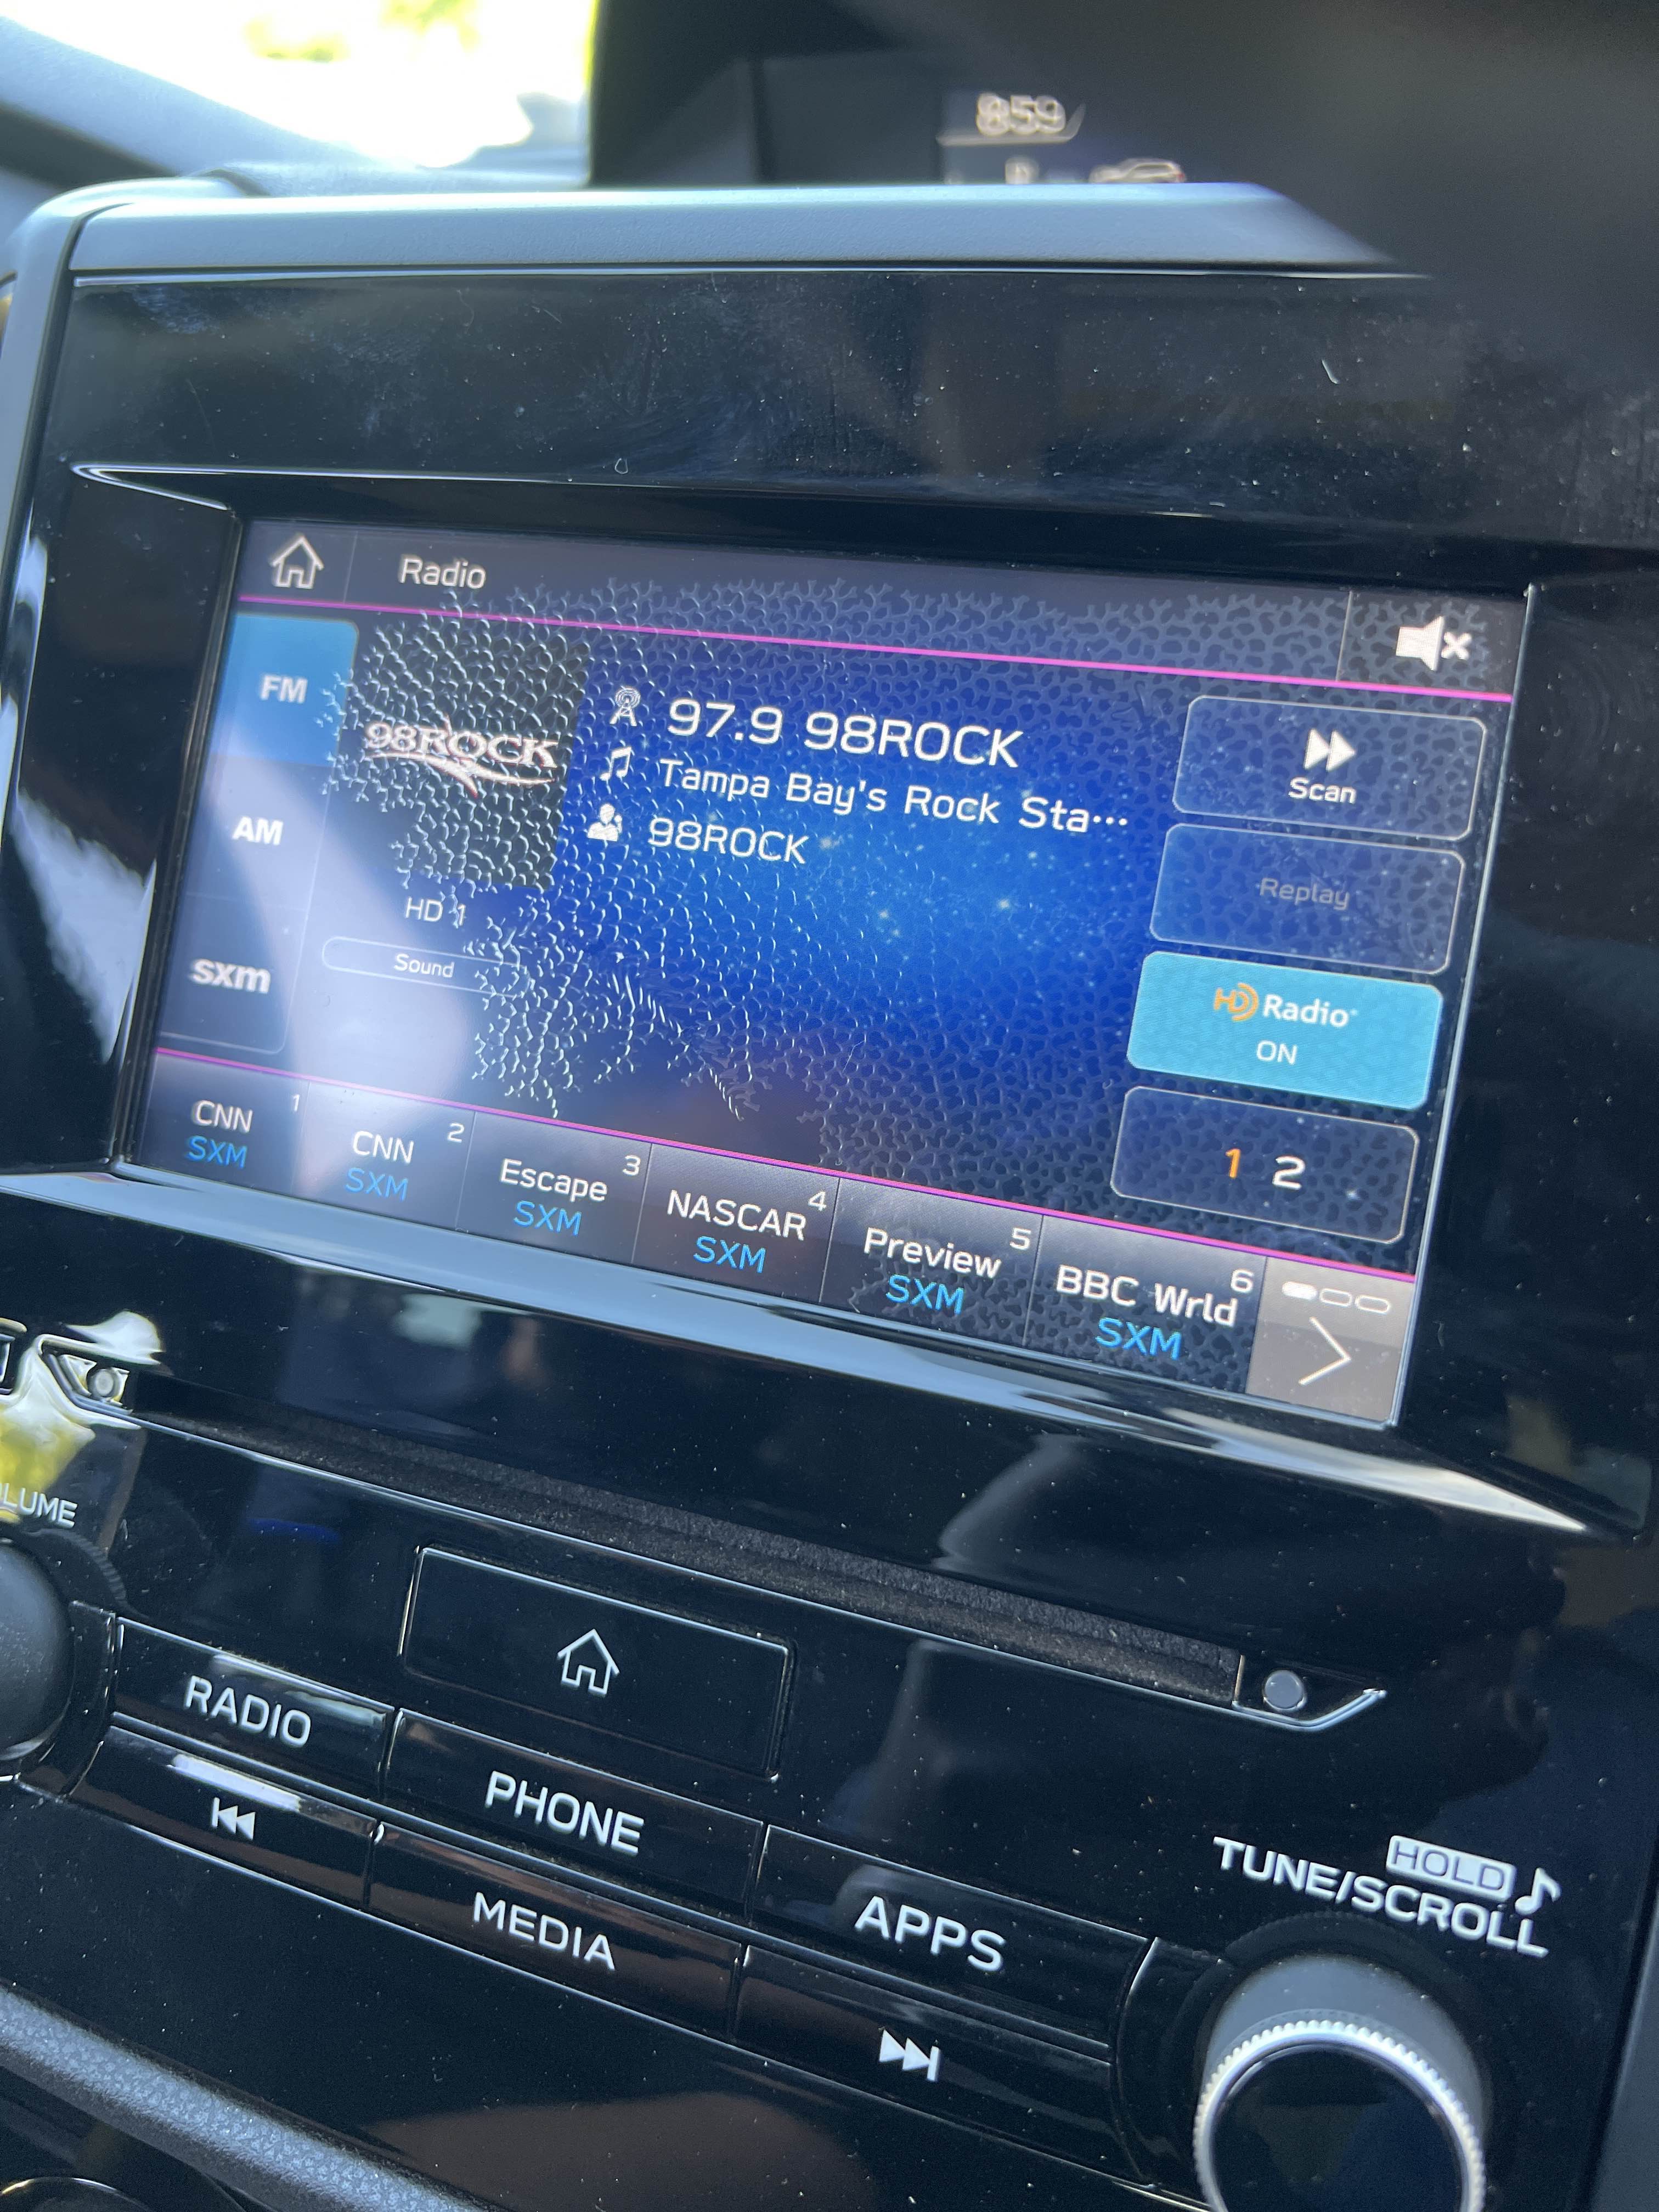 859
Radio
FM
98ROCK
97.9 98ROCK
Tampa Bay's Rock Sta...
98ROCK
Scan
AM
Replay
HD 1
Sound
sxm
HD Radio
ON
1 2
CNN 1
SXM
CNN 2
SXM
Escape 3
SXM
NASCAR 4
SXM
Preview 5
SXM
BBC Wrld 6
SXM
LUME
RADIO
PHONE
MEDIA
APPS
HOLD
TUNE/SCROLL